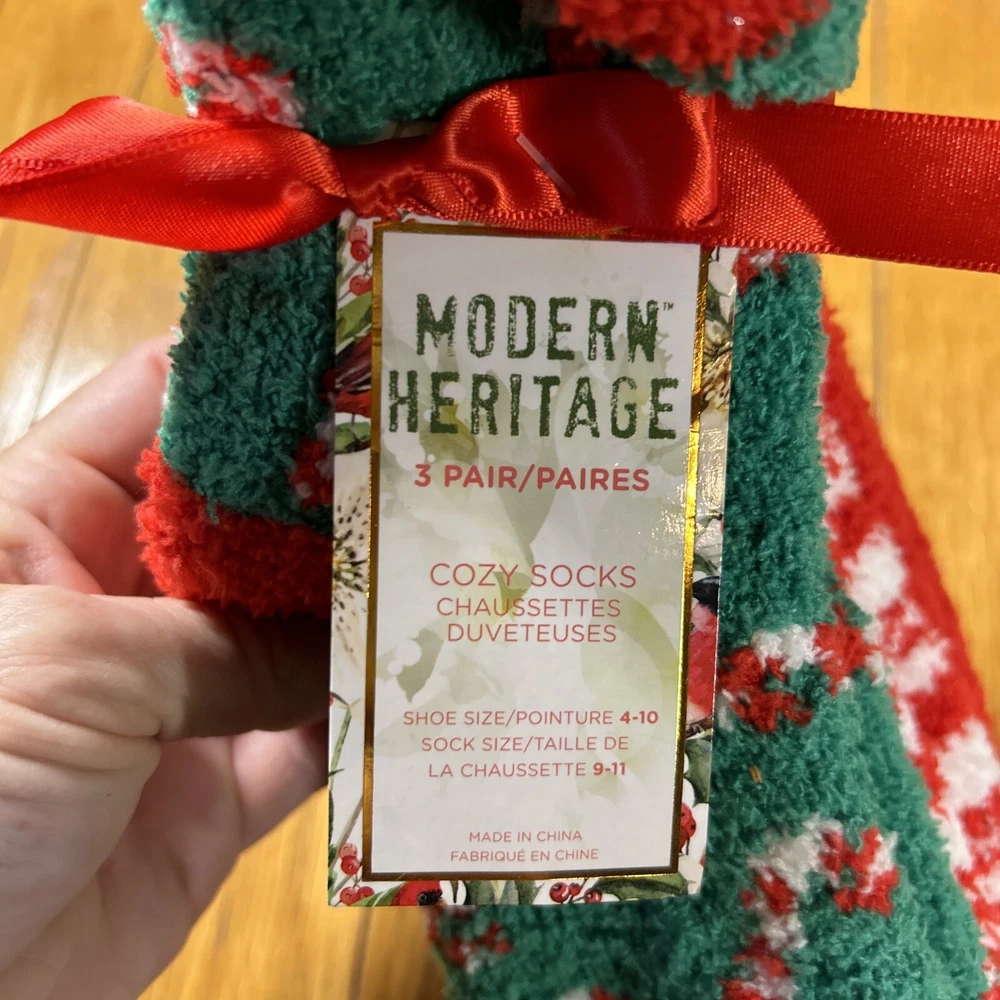 MODERN™
HERITAGE
3 PAIR/PAIRES
COZY SOCKS
CHAUSSETTES
DUVETEUSES
SHOE SIZE/POINTURE 4-10
SOCK SIZE/TAILLE DE
LA CHAUSSETTE 9-11
MADE IN CHINA
FABRIQUÉ EN CHINE